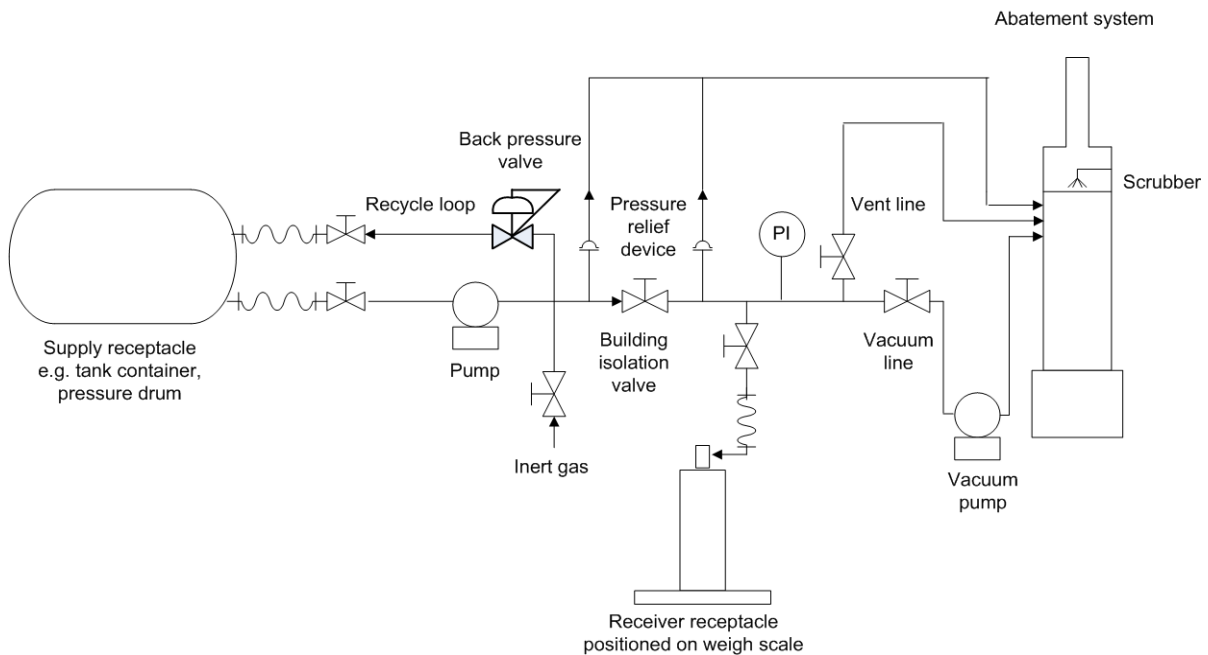 Abatement system
Back pressure
valve
Recycle loop
Pressure
relief
device
PI
Vent line
Scrubber
Supply receptacle
e.g. tank container,
pressure drum
Pump
Building
isolation
valve
Vacuum
line
Inert gas
Vacuum
pump
Receiver receptacle
positioned on weigh scale